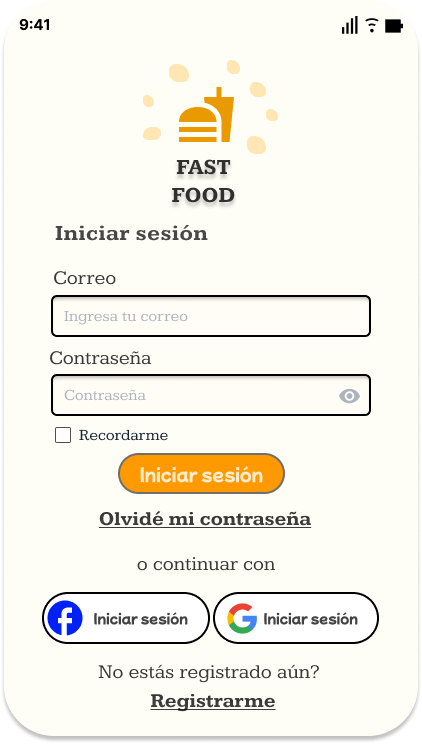 9:41
FAST
FOOD
Iniciar sesión
Correo
Ingresa tu correo
Contraseña
Contraseña
Recordarme
Iniciar sesión
Olvidé mi contraseña
o continuar con
Iniciar sesión
Iniciar sesión
No estás registrado aún?
Registrarme